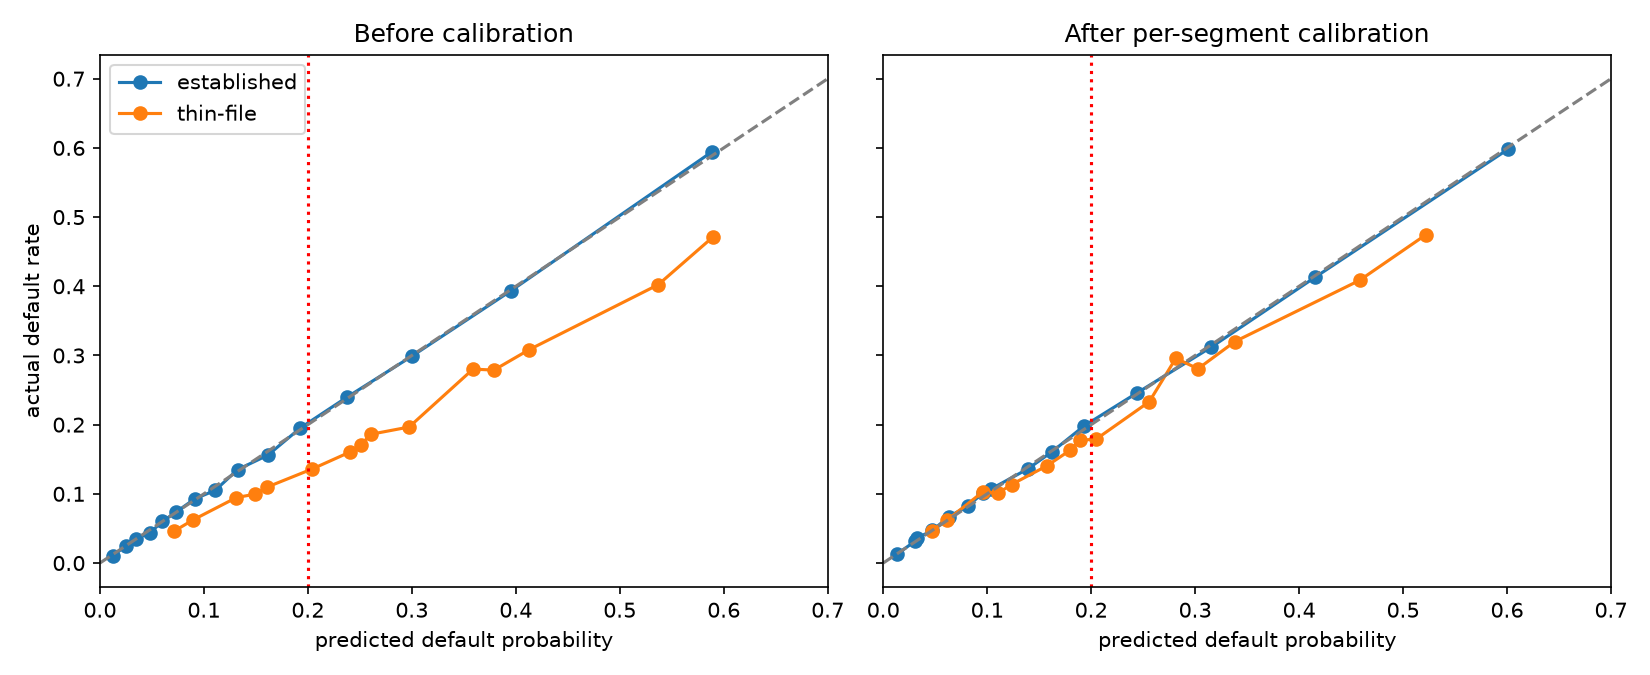 Before calibration
After per-segment calibration
established
thin-file
actual default rate
0.7
0.6
0.5
0.4
0.3
0.2
0.1
0.0
0.0 0.1 0.2 0.3 0.4 0.5 0.6 0.7
predicted default probability
0.0 0.1 0.2 0.3 0.4 0.5 0.6 0.7
predicted default probability